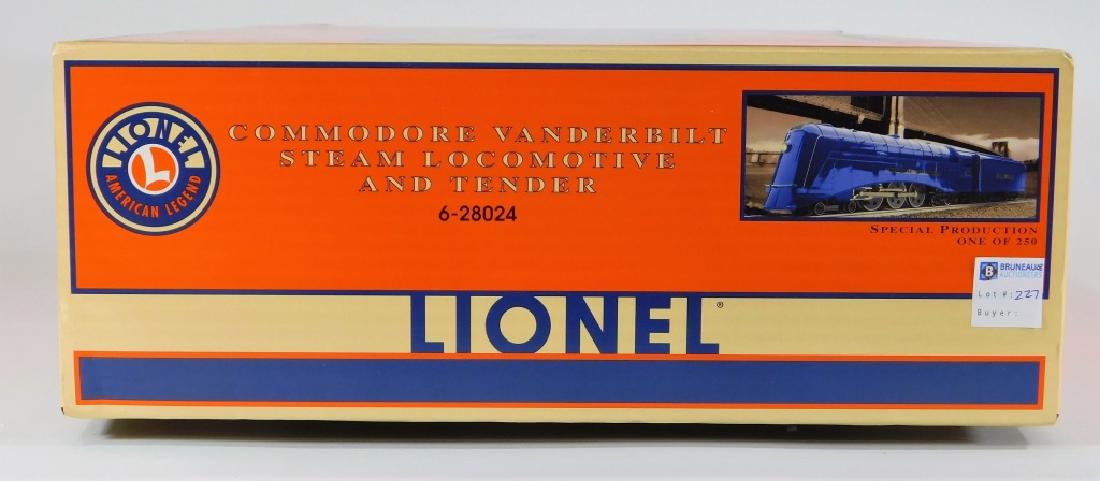 LIONEL
L
AMERICAN LEGEND
COMMODORE VANDERBILT
STEAM LOCOMOTIVE
AND TENDER
6-28024
SPECIAL PRODUCTION
ONE OF 250
B BRUNEAU&
AUCTIONEERS
Lot #: 227
Buyer:
LIONEL®